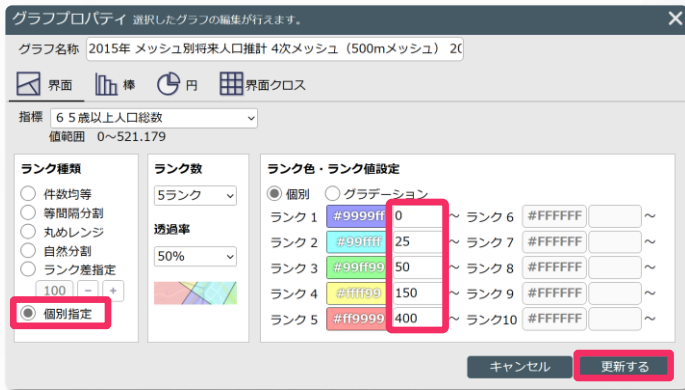 グラフプロパティ 選択したグラフの編集が行えます。
グラフ名称 2015年 メッシュ別将来人口推計 4次メッシュ（500mメッシュ） 20
界面 棒 円 界面クロス
指標 ６５歳以上人口総数
値範囲 0～521.179
ランク種類
件数均等
等間隔分割
丸めレンジ
自然分割
ランク差指定
100 - +
個別指定
ランク数
5ランク
透過率
50%
ランク色・ランク値設定
個別 グラデーション
ランク 1 #9999ff 0 ～ ランク 6 #FFFFFF ～
ランク 2 #99ffff 25 ～ ランク 7 #FFFFFF ～
ランク 3 #99ff99 50 ～ ランク 8 #FFFFFF ～
ランク 4 #ffff99 150 ～ ランク 9 #FFFFFF ～
ランク 5 #ff9999 400 ～ ランク10 #FFFFFF ～
キャンセル 更新する